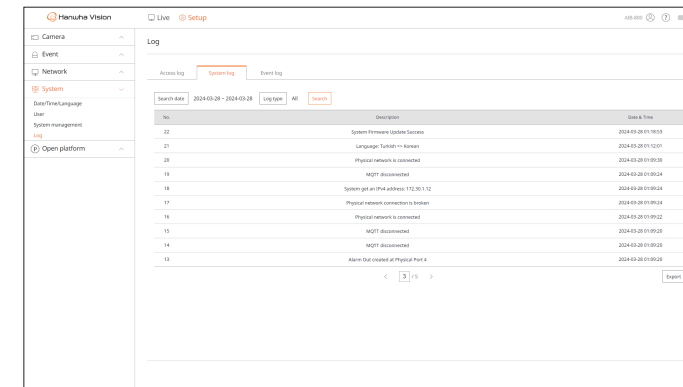 Hanwha Vision
Live Setup
Camera
Event
Network
System
Date/Time/Language
User
System management
Log
Open platform
Log
Access log System log Event log
Search date 2024-03-28 ~ 2024-03-28 Log type All Search
No. Description Date & Time
22 System Firmware Update Success 2024-03-28 01:18:53
21 Language: Turkish => Korean 2024-03-28 01:12:01
20 Physical network is connected 2024-03-28 01:09:30
19 MQTT disconnected 2024-03-28 01:09:24
18 System get an IPv4 address: 172.30.1.12 2024-03-28 01:09:24
17 Physical network connection is broken 2024-03-28 01:09:24
16 Physical network is connected 2024-03-28 01:09:22
15 MQTT disconnected 2024-03-28 01:09:20
14 MQTT disconnected 2024-03-28 01:09:20
13 Alarm Out created at Physical Port 4 2024-03-28 01:09:20
< 3 / 5 >
Export